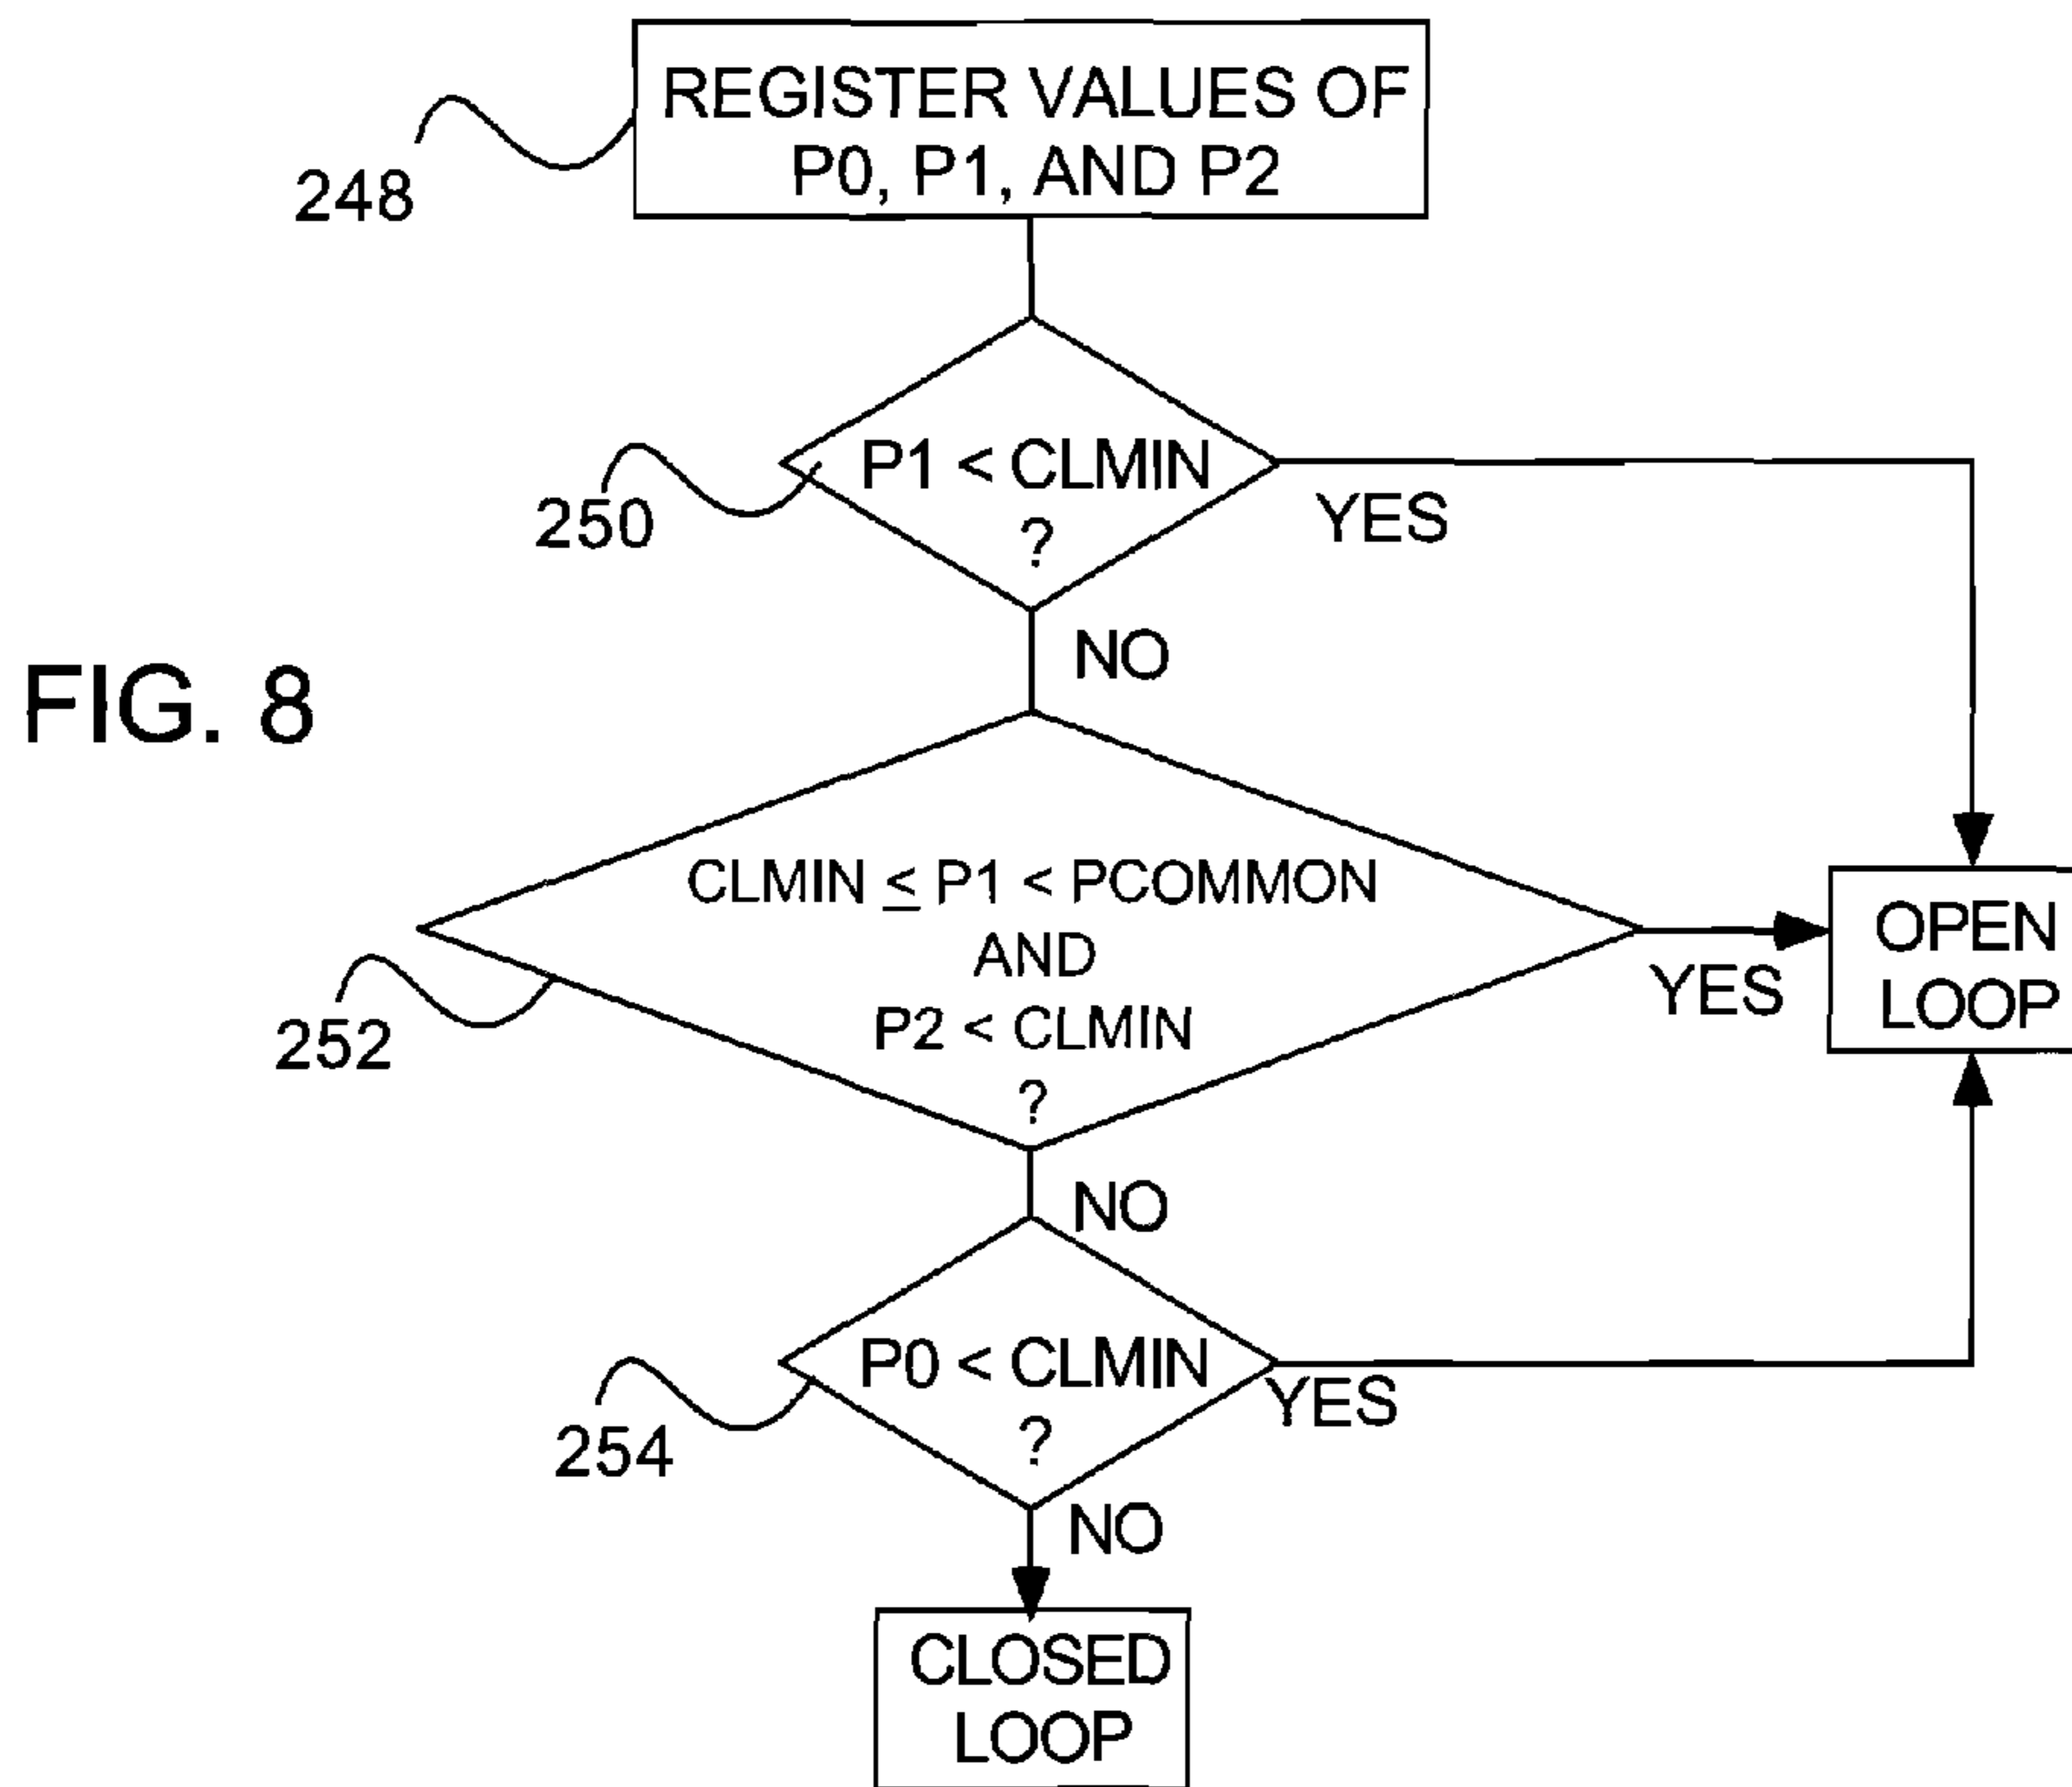 REGISTER VALUES OF
P0, P1, AND P2
248
P1 < CLMIN
?
250
YES
NO
FIG. 8
CLMIN ≤ P1 < PCOMMON
AND
P2 < CLMIN
?
252
YES
OPEN
LOOP
NO
P0 < CLMIN
?
254
YES
NO
CLOSED
LOOP